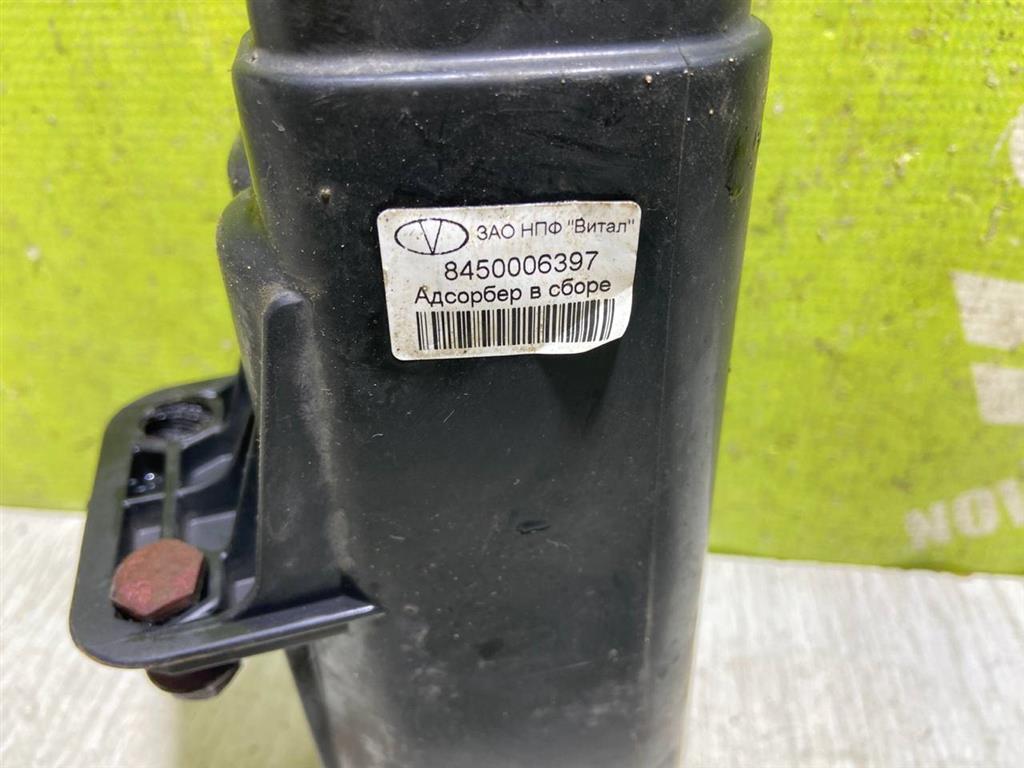 V
ЗАО НПФ "Витал"
8450006397
Адсорбер в сборе